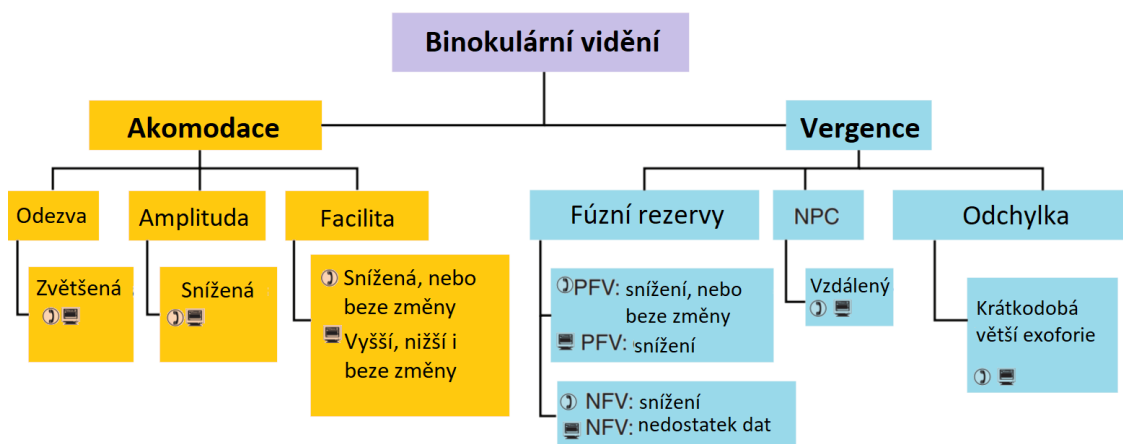 Binokulární vidění
Akomodace
Vergence
Odezva
Amplituda
Facilita
Fúzní rezervy
NPC
Odchylka
Zvětšená
Snížená
Snížená, nebo
beze změny
Vyšší, nižší i
beze změny
PFV: snížení, nebo
beze změny
PFV: snížení
NFV: snížení
NFV: nedostatek dat
Vzdálený
Krátkodobá
větší exoforie